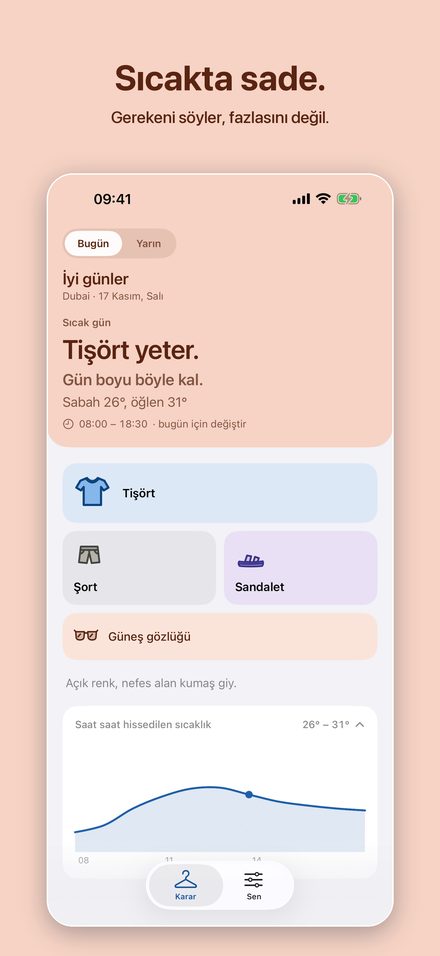 Sıcakta sade.
Gerekeni söyler, fazlasını değil.
09:41
Bugün Yarın
İyi günler
Dubai · 17 Kasım, Salı
Sıcak gün
Tişört yeter.
Gün boyu böyle kal.
Sabah 26°, öğlen 31°
08:00 – 18:30 · bugün için değiştir
Tişört
Şort Sandalet
Güneş gözlüğü
Açık renk, nefes alan kumaş giy.
Saat saat hissedilen sıcaklık 26° – 31°
08 11 14
Karar Sen